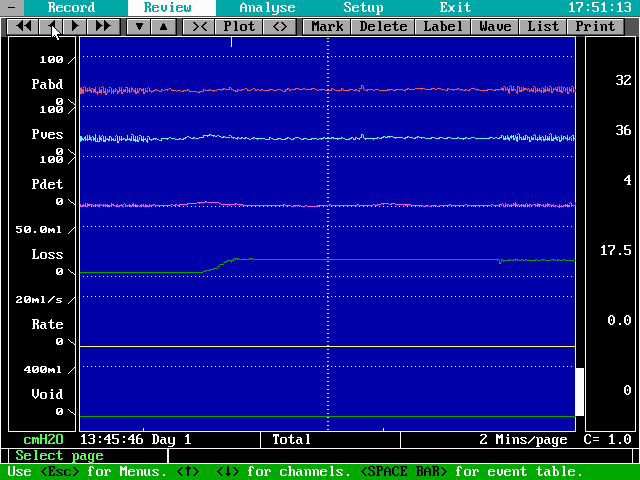 Record Review Analyse Setup Exit 17:51:13
>< Plot <> Mark Delete Label Wave List Print
100
Pabd 32
0
100
Pves 36
0
100
Pdet 4
0
50.0ml
Loss 17.5
0
20ml/s
Rate 0.0
0
400ml
Void 0
0
cmH2O 13:45:46 Day 1 Total 2 Mins/page C= 1.0
Select page
Use <Esc> for Menus. <↑> <↓> for channels. <SPACE BAR> for event table.